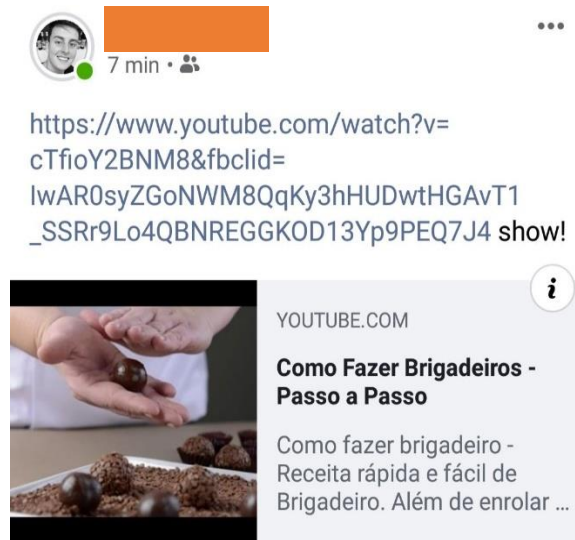 7 min •
https://www.youtube.com/watch?v=
cTfioY2BNM8&fbclid=
IwAR0syZGoNWM8QqKy3hHUDwtHGAvT1
_SSRr9Lo4QBNREGGKOD13Yp9PEQ7J4 show!
i
YOUTUBE.COM
Como Fazer Brigadeiros -
Passo a Passo
Como fazer brigadeiro -
Receita rápida e fácil de
Brigadeiro. Além de enrolar ...